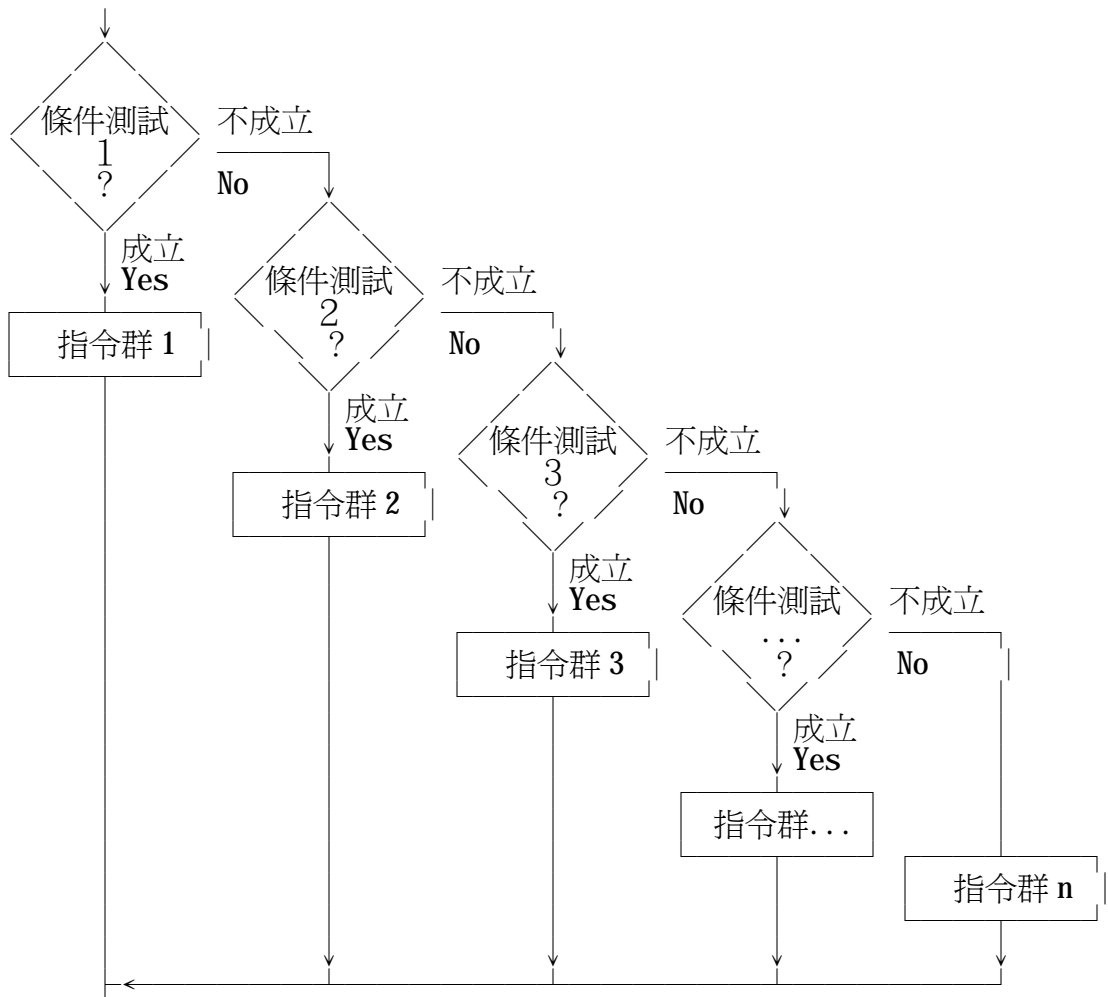 條件測試
1
?
不成立
No
成立
Yes
指令群 1
條件測試
2
?
不成立
No
成立
Yes
指令群 2
條件測試
3
?
不成立
No
成立
Yes
指令群 3
條件測試
...
?
不成立
No
成立
Yes
指令群...
指令群 n